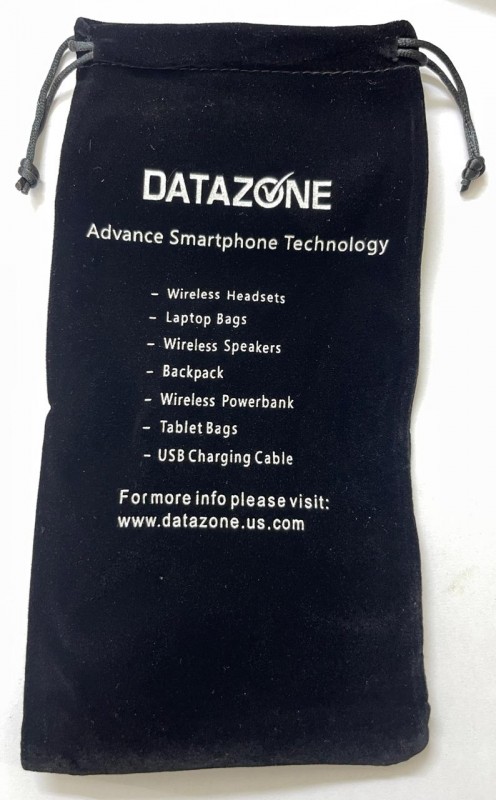 DATAZONE
Advance Smartphone Technology
– Wireless Headsets
– Laptop Bags
– Wireless Speakers
– Backpack
– Wireless Powerbank
– Tablet Bags
– USB Charging Cable
For more info please visit:
www.datazone.us.com